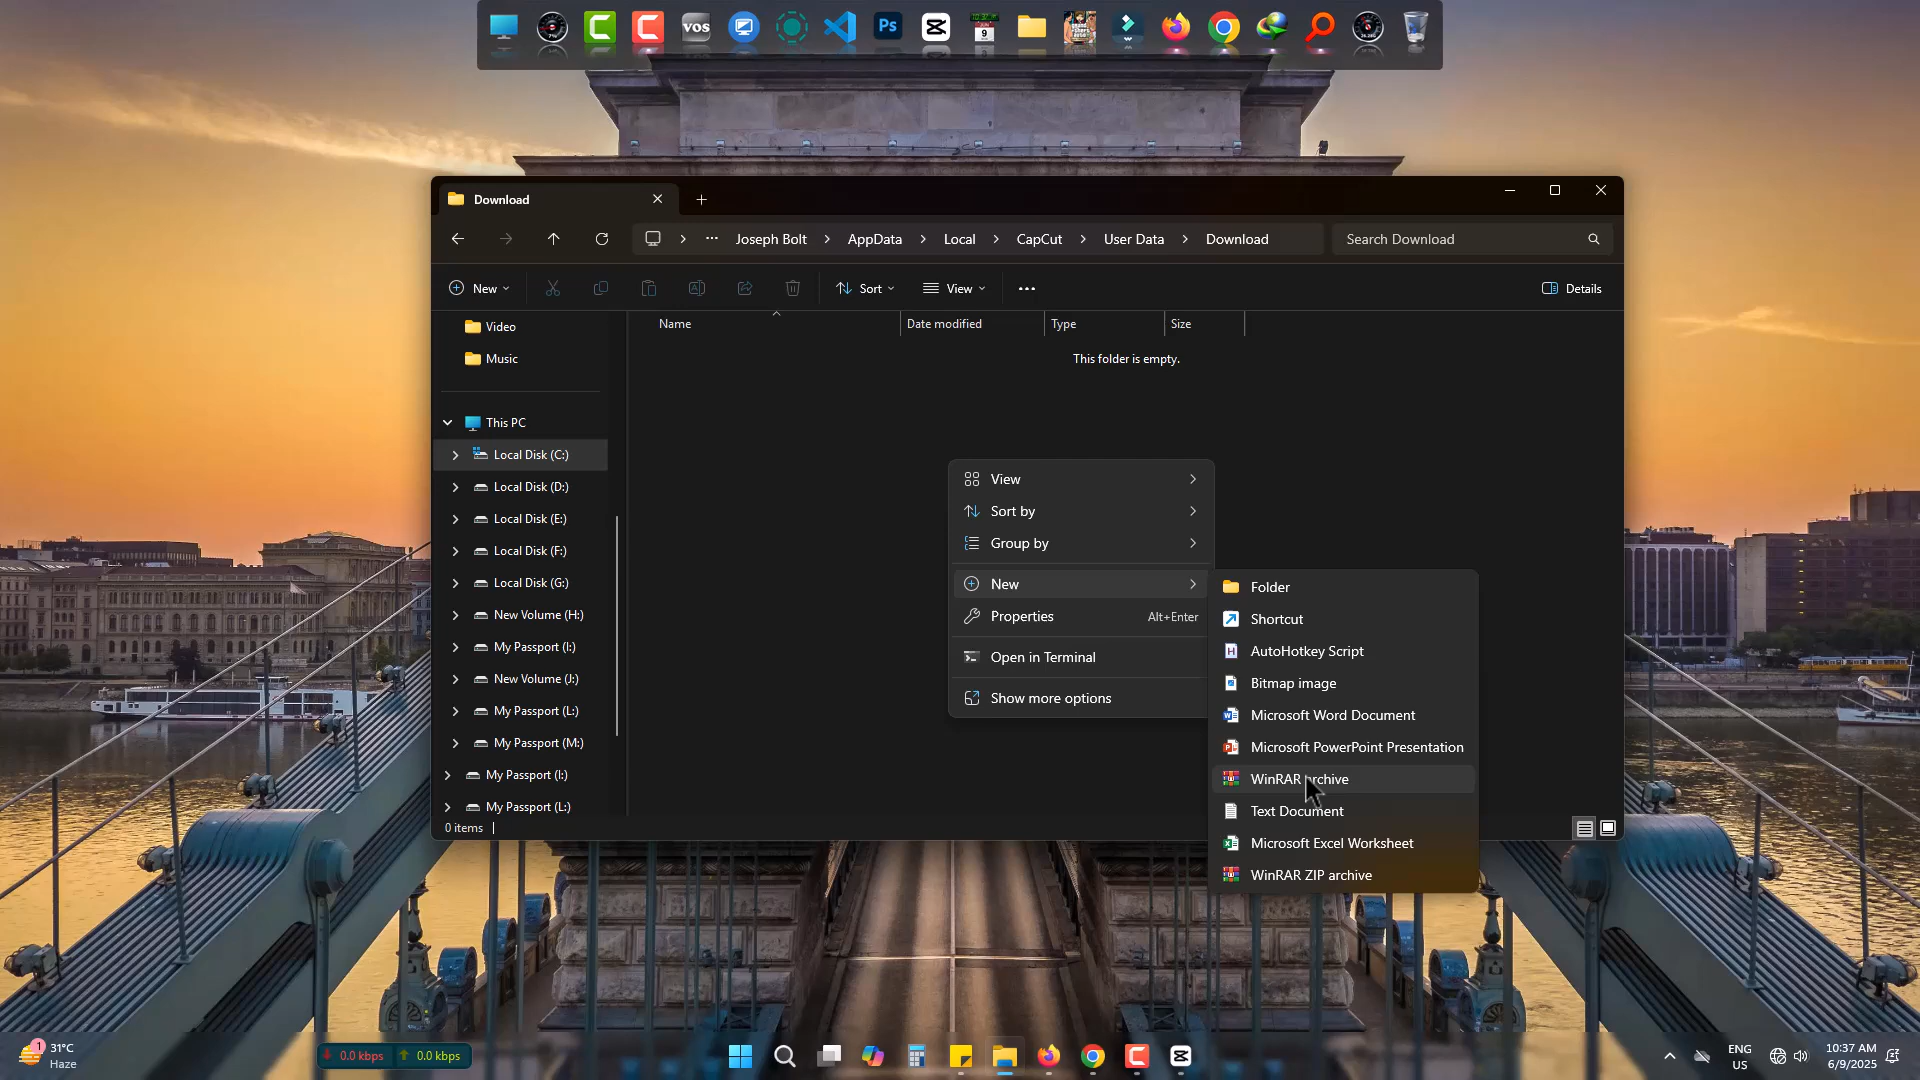 VOS
Ps
9
Download
Joseph Bolt
AppData
Local
CapCut
User Data
Download
Search Download
New
Sort
View
Details
Name
Date modified
Type
Size
This folder is empty.
Video
Music
This PC
Local Disk (C:)
Local Disk (D:)
Local Disk (E:)
Local Disk (F:)
Local Disk (G:)
New Volume (H:)
My Passport (I:)
New Volume (J:)
My Passport (L:)
My Passport (M:)
My Passport (I:)
My Passport (L:)
0 items
View
Sort by
Group by
New
Properties Alt+Enter
Open in Terminal
Show more options
Folder
Shortcut
AutoHotkey Script
Bitmap image
Microsoft Word Document
Microsoft PowerPoint Presentation
WinRAR archive
Text Document
Microsoft Excel Worksheet
WinRAR ZIP archive
1
31°C
Haze
0.0 kbps
0.0 kbps
ENG
US
10:37 AM
6/9/2025